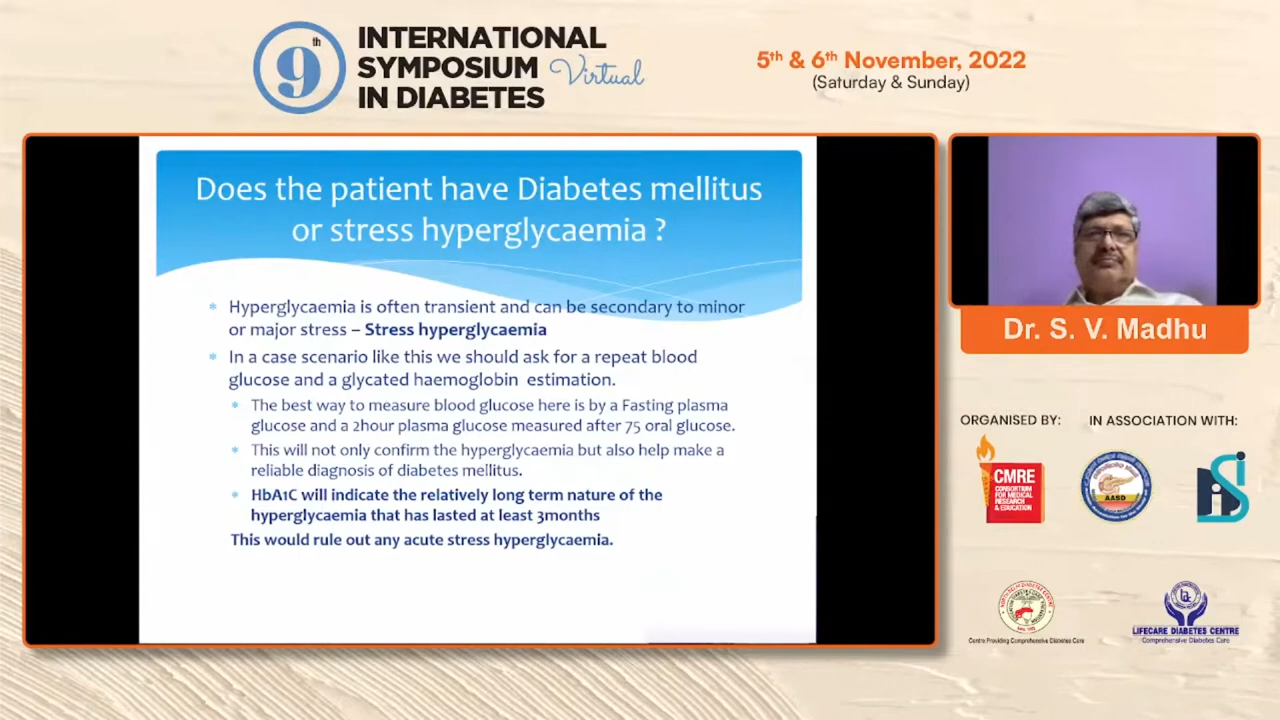 9th
INTERNATIONAL
SYMPOSIUM Virtual
IN DIABETES
5th & 6th November, 2022
(Saturday & Sunday)
Does the patient have Diabetes mellitus
or stress hyperglycaemia ?
* Hyperglycaemia is often transient and can be secondary to minor
or major stress – Stress hyperglycaemia
* In a case scenario like this we should ask for a repeat blood
glucose and a glycated haemoglobin estimation.
* The best way to measure blood glucose here is by a Fasting plasma
glucose and a 2hour plasma glucose measured after 75 oral glucose.
* This will not only confirm the hyperglycaemia but also help make a
reliable diagnosis of diabetes mellitus.
* HbA1C will indicate the relatively long term nature of the
hyperglycaemia that has lasted at least 3months
This would rule out any acute stress hyperglycaemia.
Dr. S. V. Madhu
ORGANISED BY:
IN ASSOCIATION WITH:
CMRE
CONSORTIUM
FOR MEDICAL
RESEARCH
& EDUCATION
AASD
Centre Providing Comprehensive Diabetes Care
LIFECARE DIABETES CENTRE
Comprehensive Diabetes Care